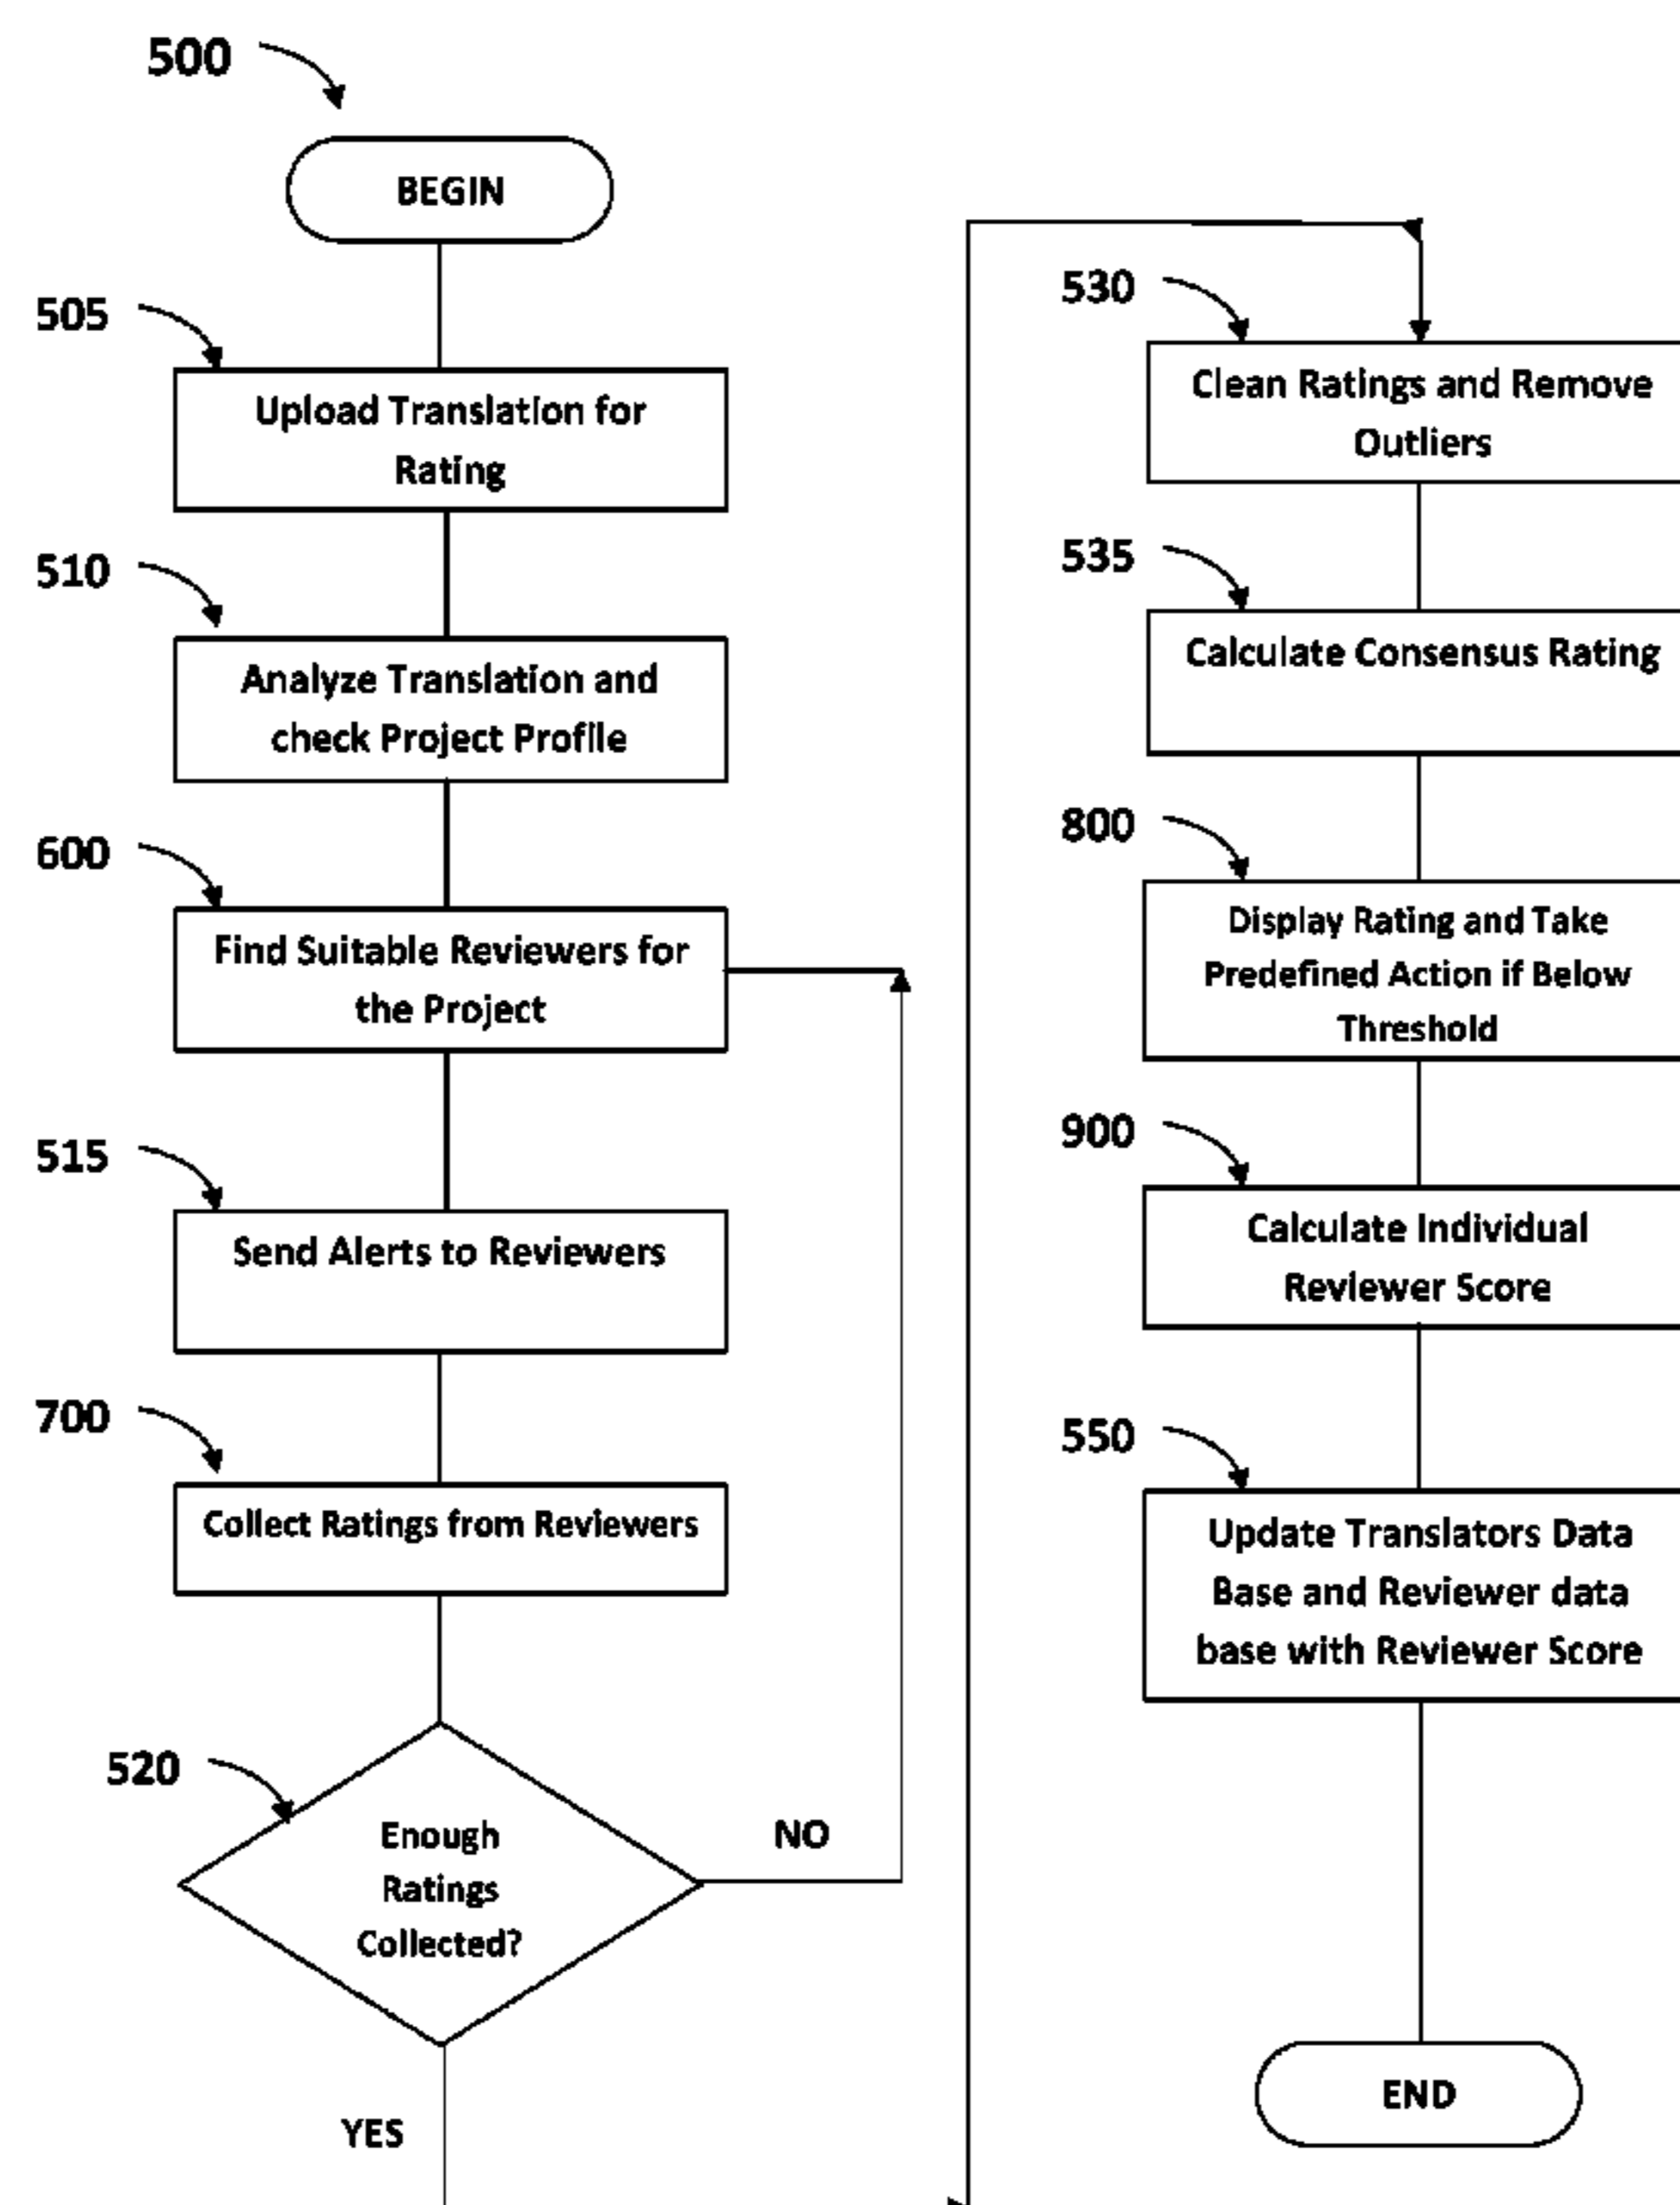 500
BEGIN
505
Upload Translation for
Rating
510
Analyze Translation and
check Project Profile
600
Find Suitable Reviewers for
the Project
515
Send Alerts to Reviewers
700
Collect Ratings from Reviewers
520
Enough
Ratings
Collected?
NO
YES
530
Clean Ratings and Remove
Outliers
535
Calculate Consensus Rating
800
Display Rating and Take
Predefined Action if Below
Threshold
900
Calculate Individual
Reviewer Score
550
Update Translators Data
Base and Reviewer data
base with Reviewer Score
END